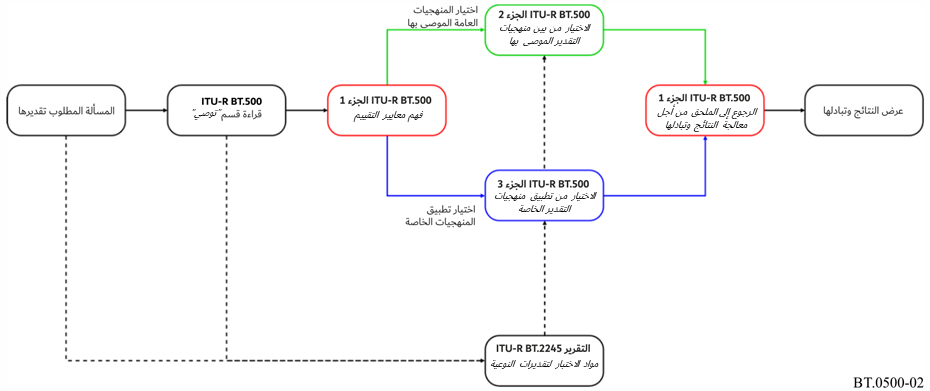 اختيار المنهجيات
العامة الموصى بها
ITU-R BT.500 الجزء 2
الاختيار من بين منهجيات
التقدير الموصى بها
المسألة المطلوب تقديرها
ITU-R BT.500
قراءة قسم "توصي"
ITU-R BT.500 الجزء 1
فهم معايير التقييم
ITU-R BT.500 الجزء 1
الرجوع إلى الملحق من أجل
معالجة النتائج وتبادلها
عرض النتائج وتبادلها
ITU-R BT.500 الجزء 3
الاختيار من تطبيق منهجيات
التقدير الخاصة
اختيار تطبيق
المنهجيات الخاصة
التقرير ITU-R BT.2245
مواد الاختبار لتقديرات النوعية
BT.0500-02